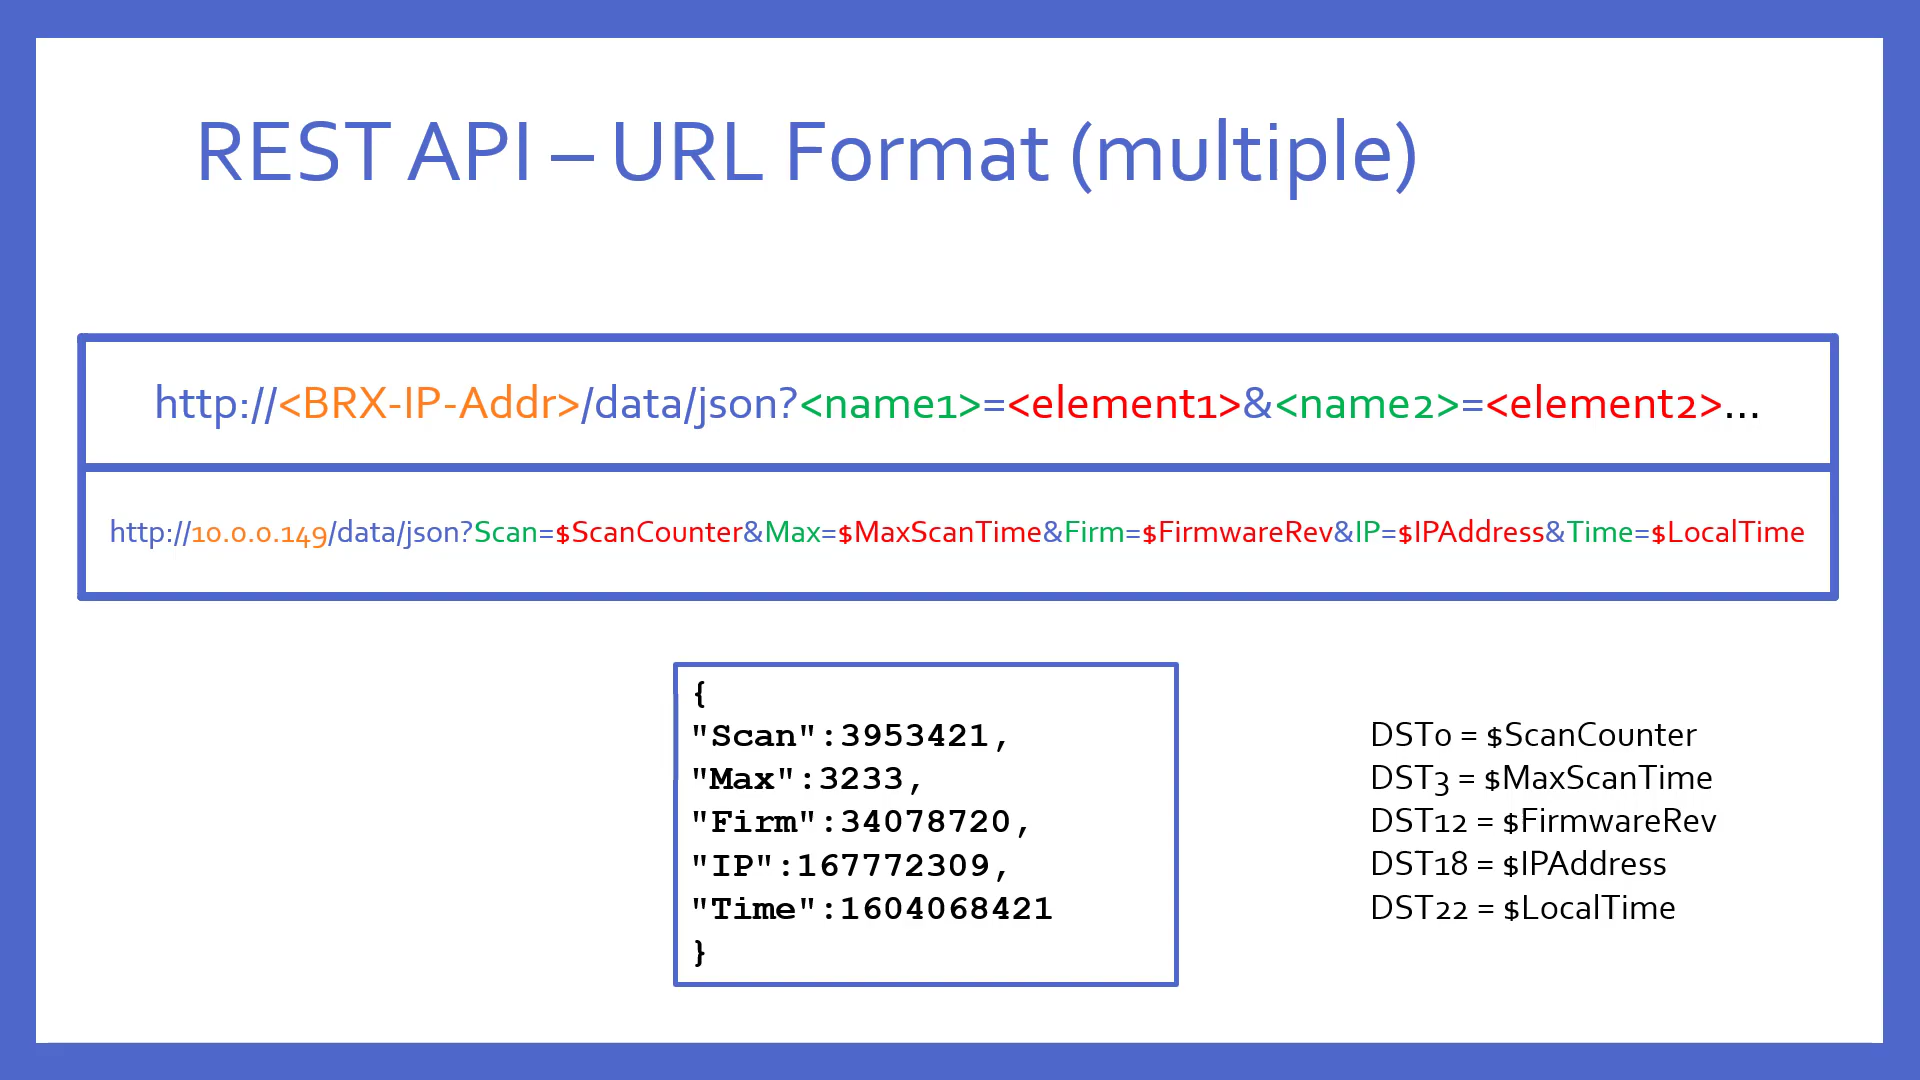 REST API – URL Format (multiple)
http://<BRX-IP-Addr>/data/json?<name1>=<element1>&<name2>=<element2>...
http://10.0.0.149/data/json?Scan=$ScanCounter&Max=$MaxScanTime&Firm=$FirmwareRev&IP=$IPAddress&Time=$LocalTime
{
"Scan":3953421,
"Max":3233,
"Firm":34078720,
"IP":167772309,
"Time":1604068421
}
DST0 = $ScanCounter
DST3 = $MaxScanTime
DST12 = $FirmwareRev
DST18 = $IPAddress
DST22 = $LocalTime